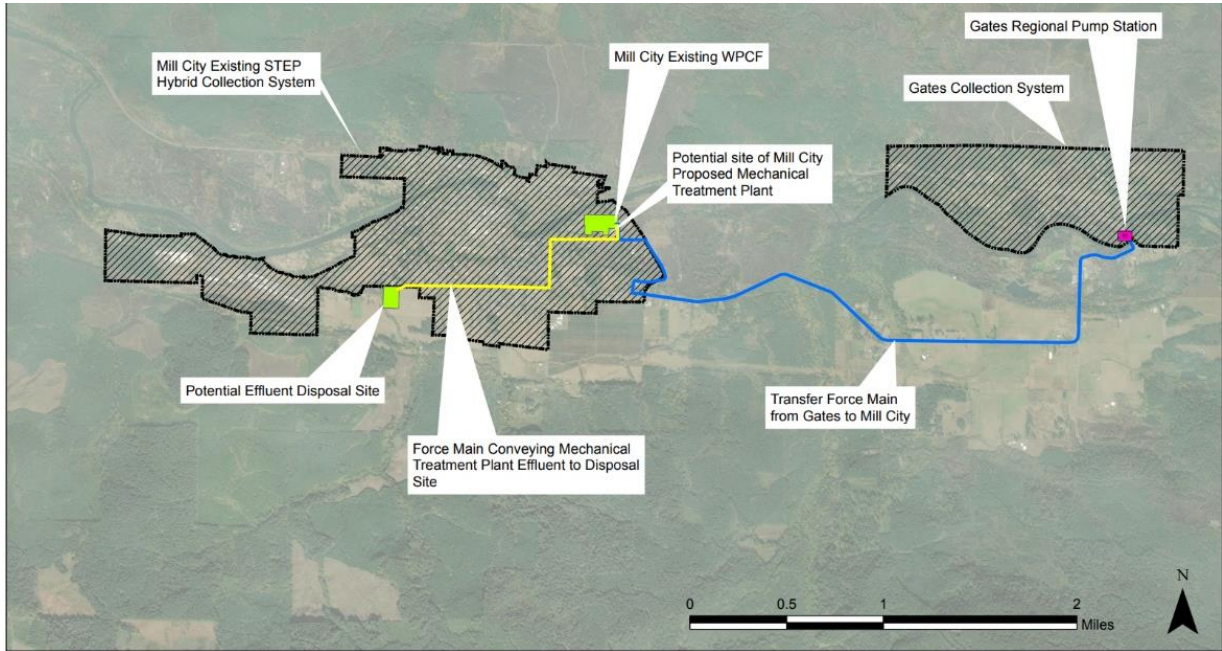 Mill City Existing STEP
Hybrid Collection System
Mill City Existing WPCF
Gates Regional Pump
Station
Gates Collection System
Potential site of Mill City
Proposed Mechanical
Treatment Plant
Potential Effluent Disposal Site
Force Main Conveying Mechanical
Treatment Plant Effluent to Disposal
Site
Transfer Force Main
from Gates to Mill City
N
0 0.5 1 2
Miles